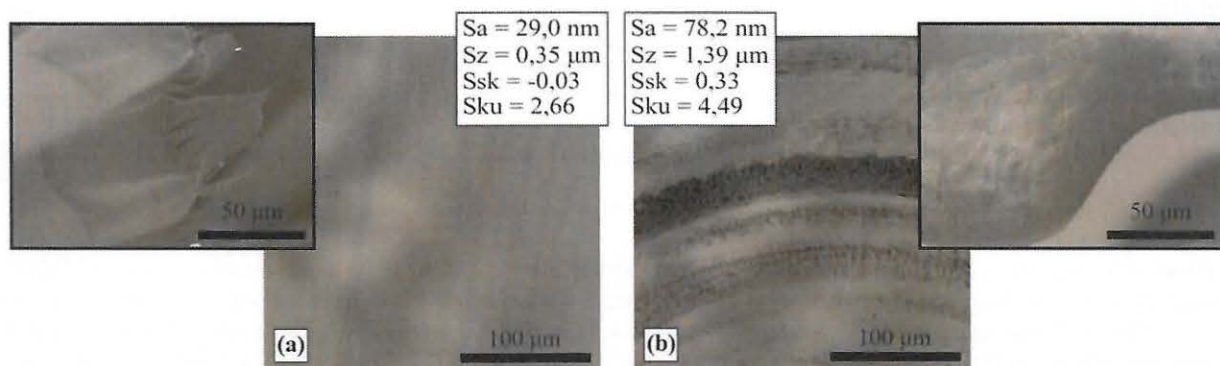 Sa = 29,0 nm
Sz = 0,35 µm
Ssk = -0,03
Sku = 2,66
Sa = 78,2 nm
Sz = 1,39 µm
Ssk = 0,33
Sku = 4,49
50 µm
50 µm
(a)
100 µm
(b)
100 µm